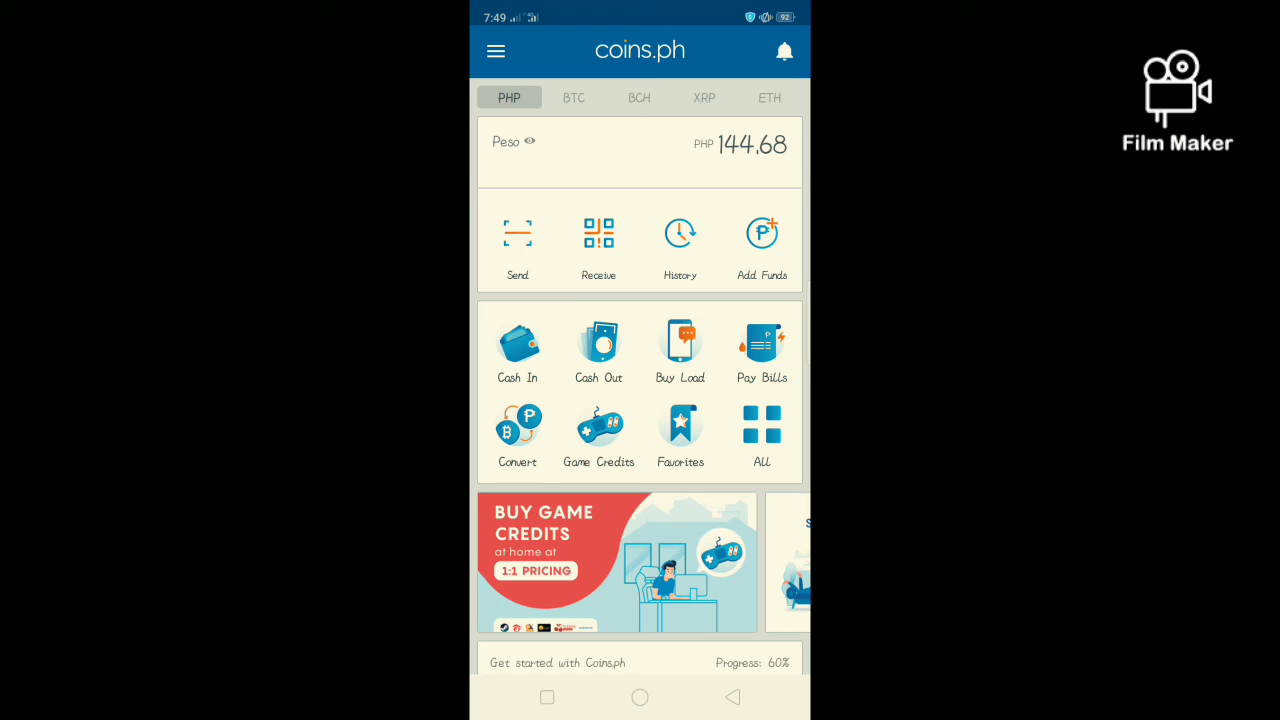 7:49
92
coins.ph
Film Maker
PHP BTC BCH XRP ETH
Peso PHP 144.68
Send Receive History Add Funds
Cash In Cash Out Buy Load Pay Bills
Convert Game Credits Favorites All
BUY GAME
CREDITS
at home at
1:1 PRICING
Get started with Coins.ph Progress: 60%